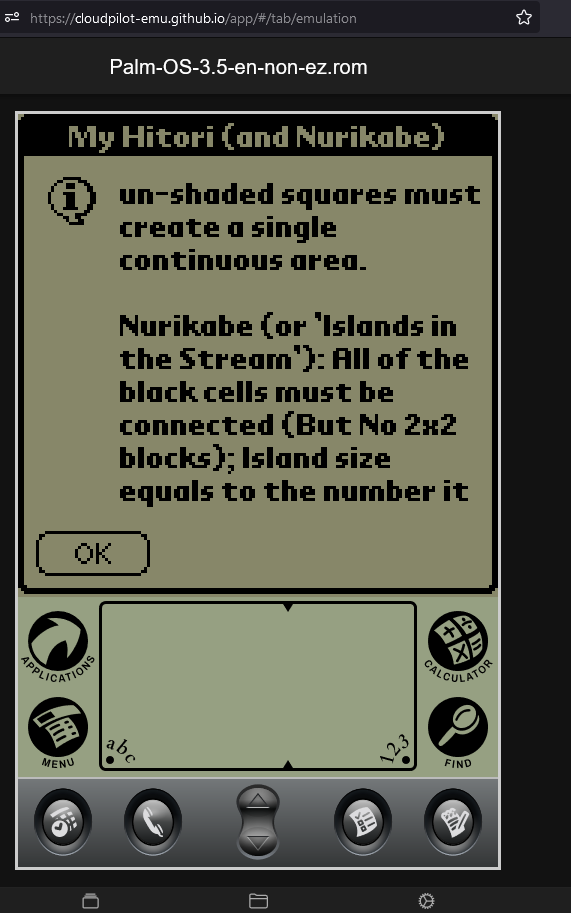 https://cloudpilot-emu.github.io/app/#/tab/emulation
Palm-OS-3.5-en-non-ez.rom
My Hitori (and Nurikabe)
un-shaded squares must
create a single
continuous area.
Nurikabe (or 'Islands in
the Stream'): All of the
black cells must be
connected (But No 2x2
blocks); Island size
equals to the number it
OK
APPLICATIONS
CALCULATOR
MENU
abc
123
FIND